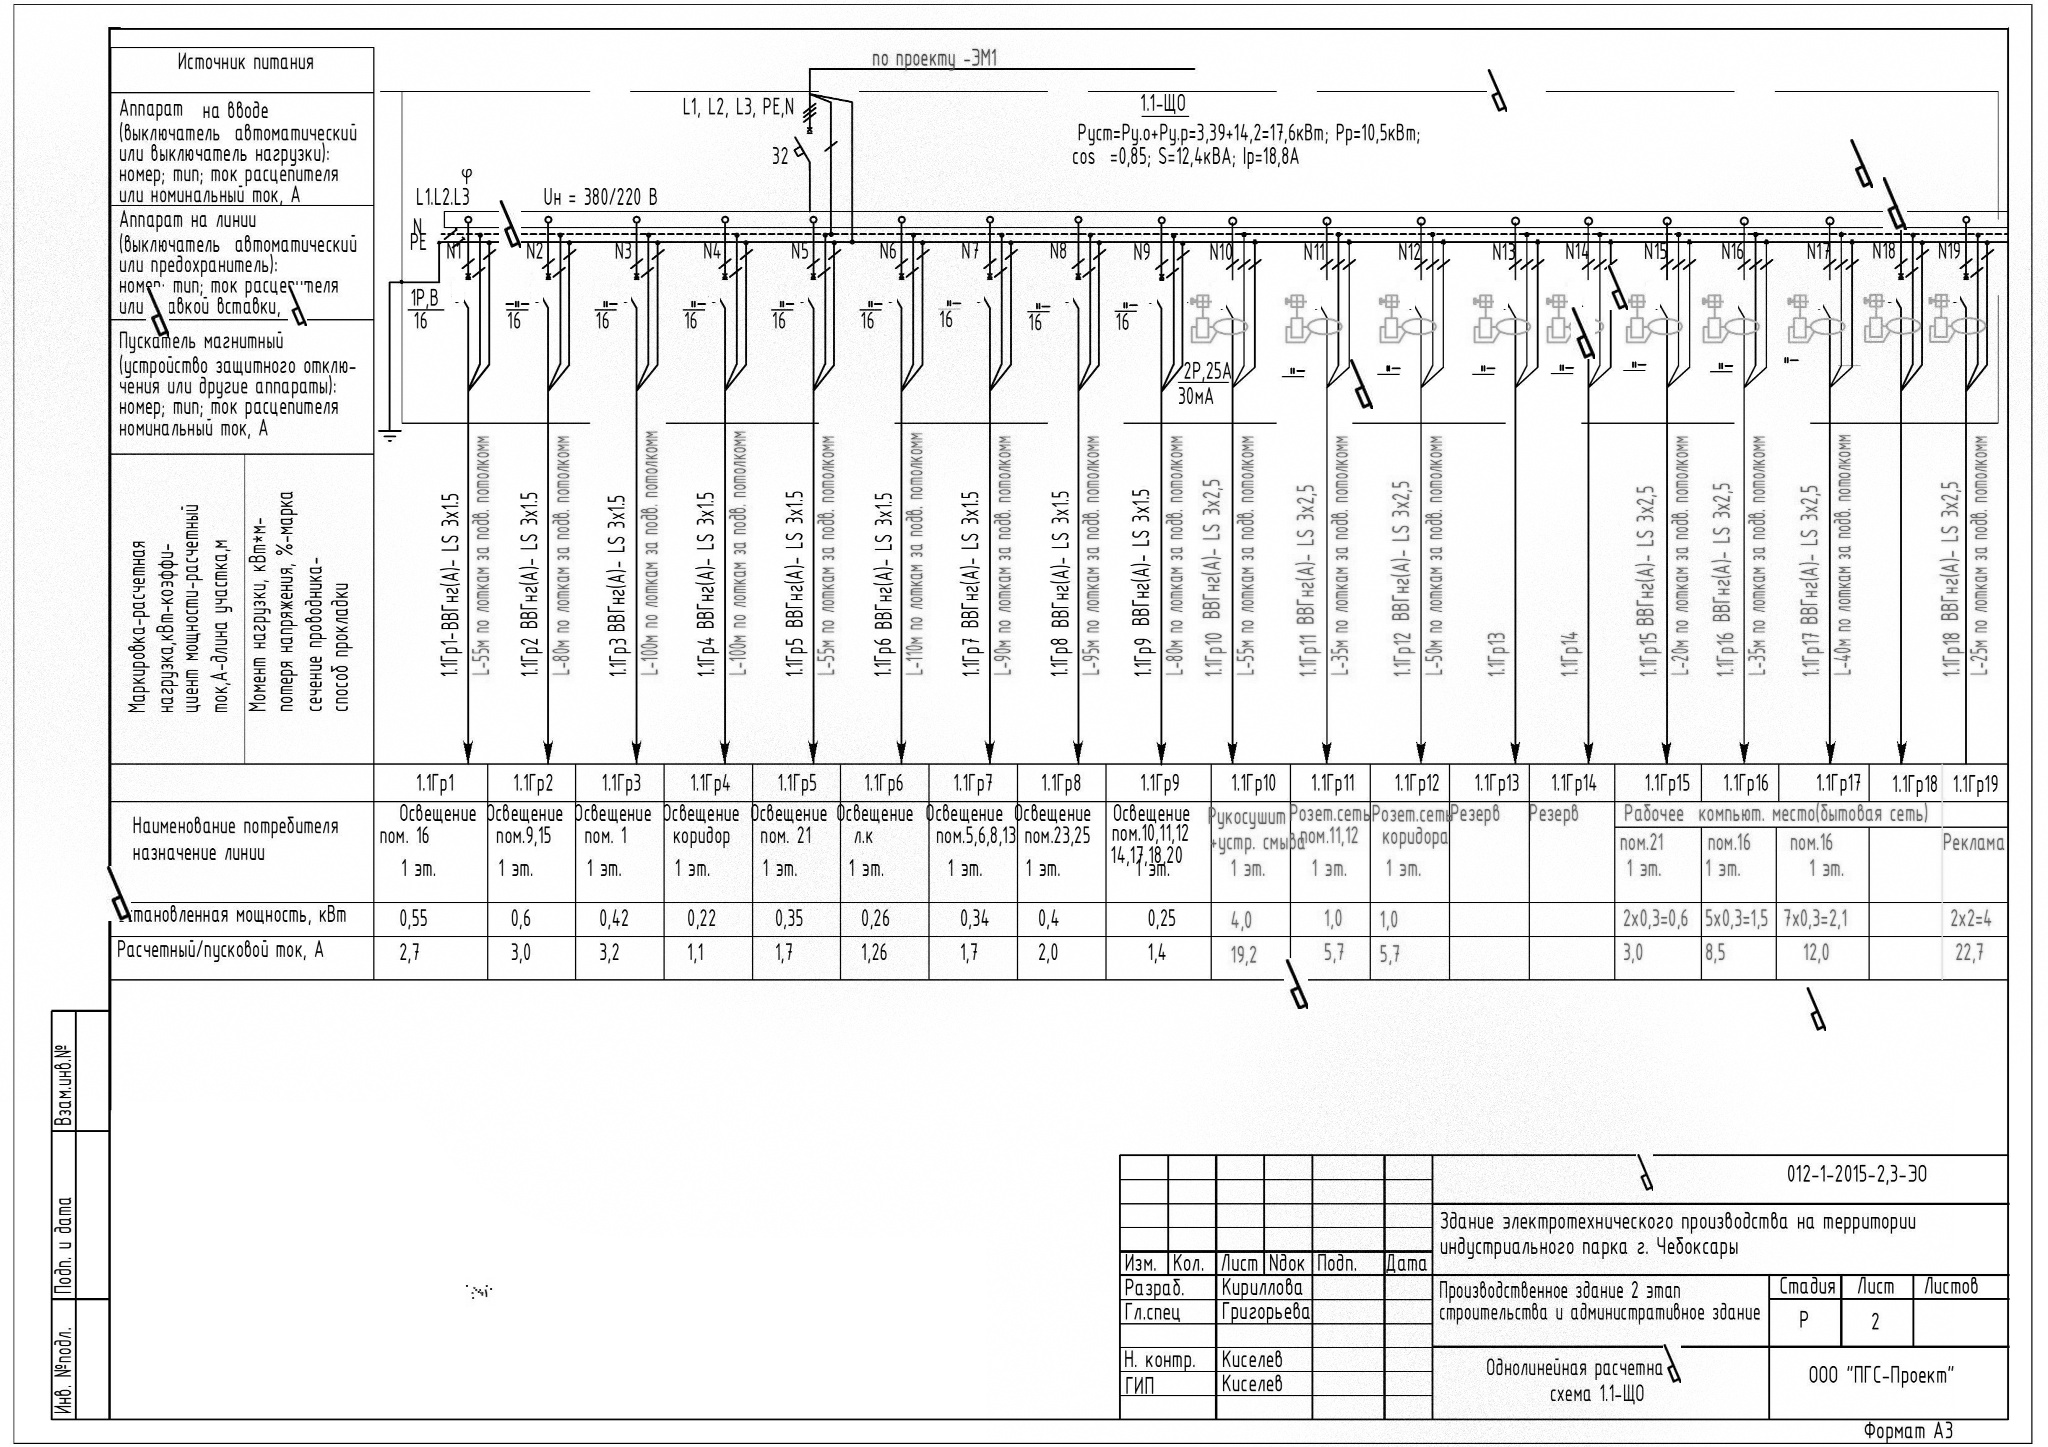 по проекту -ЭМ1
Источник питания
Аппарат на вводе
(выключатель автоматический
или выключатель нагрузки):
номер; тип; ток расцепителя
или номинальный ток, А
Аппарат на линии
(выключатель автоматический
или предохранитель):
номер; тип; ток расцепителя
или авкой вставки,
Пускатель магнитный
(устройство защитного отклю-
чения или другие аппараты):
номер; тип; ток расцепителя
номинальный ток, А
Маркировка-расчетная
нагрузка,кВт-коэффи-
циент мощности-расчетный
ток,А-длина участка,м
Момент нагрузки, кВт*м-
потеря напряжения, %-марка
сечение проводника-
способ прокладки
L1, L2, L3, PE,N
32
1.1-ЩО
Руст=Ру.о+Ру.р=3,39+14,2=17,6кВт; Рр=10,5кВт;
cos =0,85; S=12,4кВА; Iр=18,8А
φ
L1.L2.L3
Uн = 380/220 В
N
PE
N1 N2 N3 N4 N5 N6 N7 N8 N9 N10 N11 N12 N13 N14 N15 N16 N17 N18 N19
1Р,В
16 16 16 16 16 16 16 16 16
2Р,25А
30мА
1.1Гр1-ВВГнг(А)- LS 3х1.5
L-55м по лоткам за подв. потолкомм
1.1Гр2 ВВГнг(А)- LS 3х1.5
L-80м по лоткам за подв. потолкомм
1.1Гр3 ВВГнг(А)- LS 3х1.5
L-100м по лоткам за подв. потолкомм
1.1Гр4 ВВГнг(А)- LS 3х1.5
L-100м по лоткам за подв. потолкомм
1.1Гр5 ВВГнг(А)- LS 3х1.5
L-55м по лоткам за подв. потолкомм
1.1Гр6 ВВГнг(А)- LS 3х1.5
L-110м по лоткам за подв. потолкомм
1.1Гр7 ВВГнг(А)- LS 3х1.5
L-90м по лоткам за подв. потолкомм
1.1Гр8 ВВГнг(А)- LS 3х1.5
L-95м по лоткам за подв. потолкомм
1.1Гр9 ВВГнг(А)- LS 3х1.5
L-80м по лоткам за подв. потолкомм
1.1Гр10 ВВГнг(А)- LS 3х2,5
L-55м по лоткам за подв. потолкомм
1.1Гр11 ВВГнг(А)- LS 3х2,5
L-35м по лоткам за подв. потолкомм
1.1Гр12 ВВГнг(А)- LS 3х2,5
L-50м по лоткам за подв. потолкомм
1.1Гр13
1.1Гр14
1.1Гр15 ВВГнг(А)- LS 3х2,5
L-20м по лоткам за подв. потолкомм
1.1Гр16 ВВГнг(А)- LS 3х2,5
L-35м по лоткам за подв. потолкомм
1.1Гр17 ВВГнг(А)- LS 3х2,5
L-40м по лоткам за подв. потолкомм
1.1Гр18 ВВГнг(А)- LS 3х2,5
L-25м по лоткам за подв. потолкомм
1.1Гр1 1.1Гр2 1.1Гр3 1.1Гр4 1.1Гр5 1.1Гр6 1.1Гр7 1.1Гр8 1.1Гр9 1.1Гр10 1.1Гр11 1.1Гр12 1.1Гр13 1.1Гр14 1.1Гр15 1.1Гр16 1.1Гр17 1.1Гр18 1.1Гр19
Наименование потребителя
назначение линии
Освещение
пом. 16
1 эт.
Освещение
пом.9,15
1 эт.
Освещение
пом. 1
1 эт.
Освещение
коридор
1 эт.
Освещение
пом. 21
1 эт.
Освещение
л.к
1 эт.
Освещение
пом.5,6,8,13
1 эт.
Освещение
пом.23,25
1 эт.
Освещение
пом.10,11,12
14,17,18,20
1 эт.
Рукосушит
+устр. смыва
1 эт.
Розет.сеть
пом.11,12
1 эт.
Розет.сеть
коридора
1 эт.
Резерв
Резерв
Рабочее компьют. место(бытовая сеть)
пом.21
1 эт.
пом.16
1 эт.
пом.16
1 эт.
Реклама
тановленная мощность, кВт 0,55 0,6 0,42 0,22 0,35 0,26 0,34 0,4 0,25 4,0 1,0 1,0 2х0,3=0,6 5х0,3=1,5 7х0,3=2,1 2х2=4
Расчетный/пусковой ток, А 2,7 3,0 3,2 1,1 1,7 1,26 1,7 2,0 1,4 19,2 5,7 5,7 3,0 8,5 12,0 22,7
Взам.инв.№
Подп. и дата
Инв. №подл.
012-1-2015-2,3-ЭО
Здание электротехнического производства на территории
индустриального парка г. Чебоксары
Изм. Кол. Лист Nдок Подп. Дата
Разраб. Кириллова
Гл.спец Григорьева
Н. контр. Киселев
ГИП Киселев
Производственное здание 2 этап
строительства и административное здание
Стадия Лист Листов
Р 2
Однолинейная расчетна
схема 1.1-ЩО
ООО "ПГС-Проект"
Формат А3